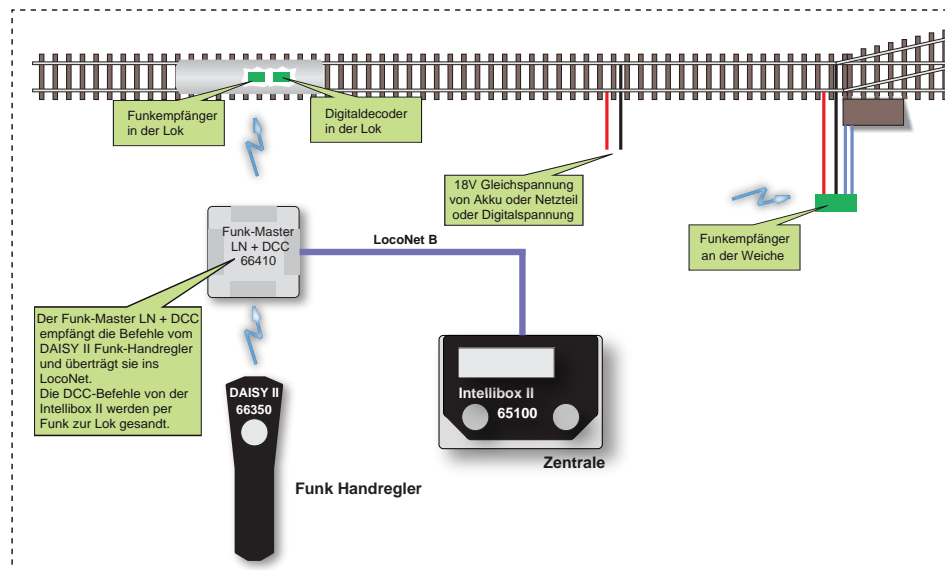 Funkempfänger
in der Lok
Digitaldecoder
in der Lok
18V Gleichspannung
von Akku oder Netzteil
oder Digitalspannung
Funkempfänger
an der Weiche
Funk-Master
LN + DCC
66410
LocoNet B
Der Funk-Master LN + DCC
empfängt die Befehle vom
DAISY II Funk-Handregler
und überträgt sie ins
LocoNet.
Die DCC-Befehle von der
Intellibox II werden per
Funk zur Lok gesandt.
DAISY II
66350
Intellibox II
65100
Zentrale
Funk Handregler